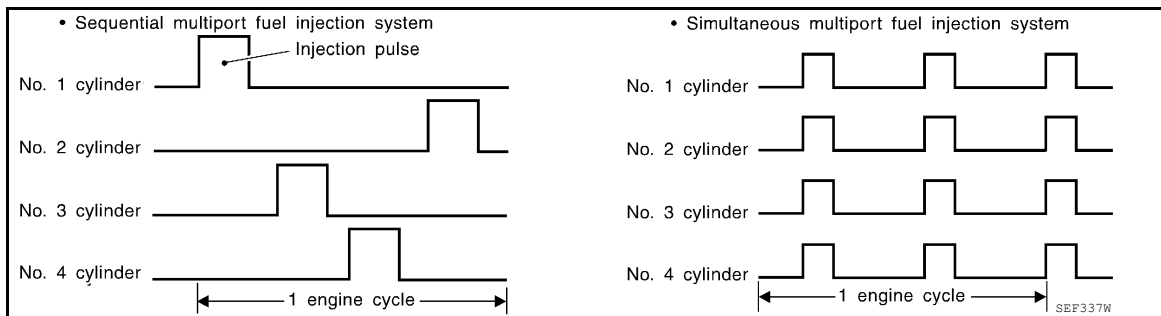 • Sequential multiport fuel injection system
Injection pulse
No. 1 cylinder
No. 2 cylinder
No. 3 cylinder
No. 4 cylinder
1 engine cycle
• Simultaneous multiport fuel injection system
No. 1 cylinder
No. 2 cylinder
No. 3 cylinder
No. 4 cylinder
1 engine cycle
SEF337W